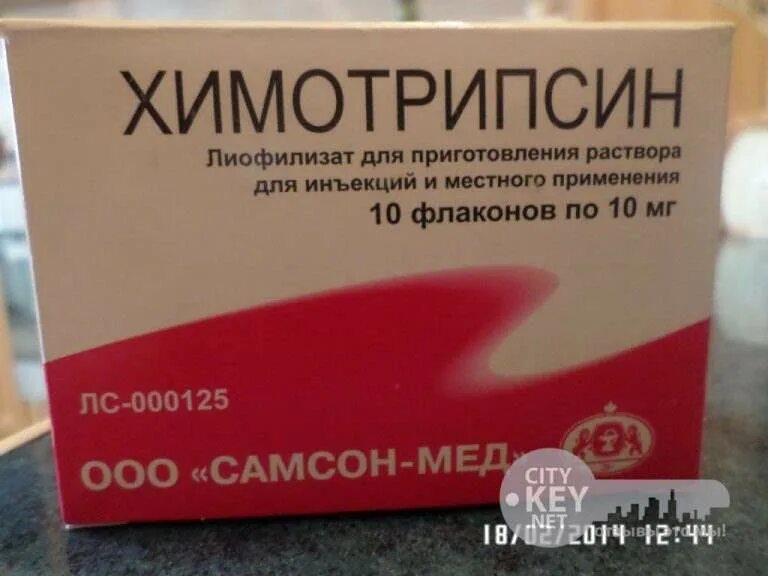 ХИМОТРИПСИН
Лиофилизат для приготовления раствора
для инъекций и местного применения
10 флаконов по 10 мг
ЛС-000125
ООО «САМСОН-МЕД»
CITY
KEY
.NET
18/02/2014 12:44